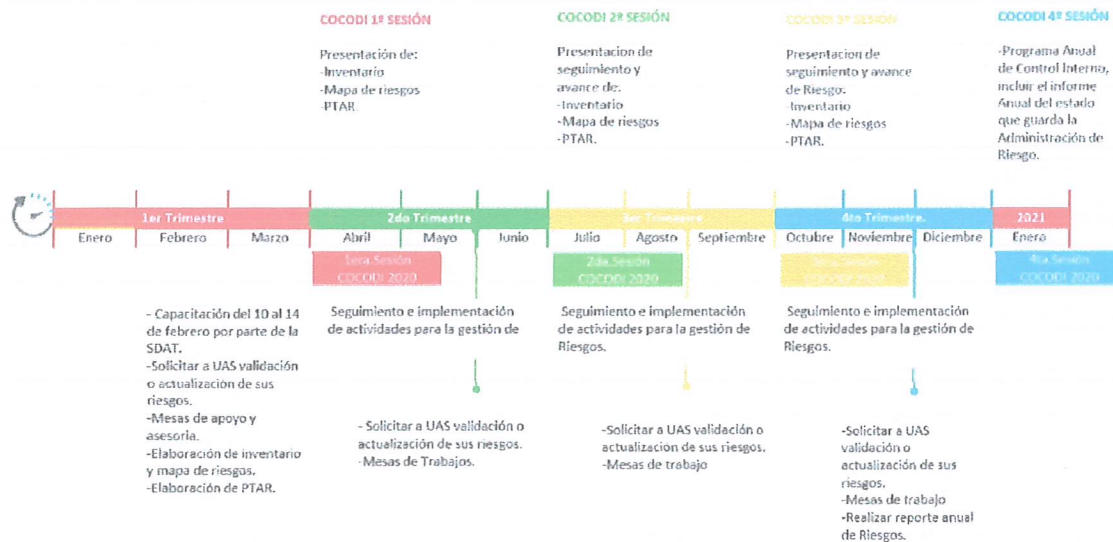 COCODI 1ª SESIÓN
Presentación de:
-Inventario
-Mapa de riesgos
-PTAR.
COCODI 2ª SESIÓN
Presentacion de
seguimiento y
avance de.
-Inventario
-Mapa de riesgos
-PTAR.
COCODI 3ª SESIÓN
Presentacion de
seguimiento y avance
de Riesgo.
-Inventario
-Mapa de riesgos
-PTAR.
COCODI 4ª SESIÓN
-Programa Anual
de Control Interno,
incluir el informe
Anual del estado
que guarda la
Administración de
Riesgo.
1er Trimestre
2do Trimestre
3er Trimestre
4to Trimestre.
2021
Enero
Febrero
Marzo
Abril
Mayo
Junio
Julio
Agosto
Septiembre
Octubre
Noviembre
Diciembre
Enero
1era.Sesión
COCODI 2020
2da.Sesión
COCODI 2020
COCODI 2020
4ta.Sesión
COCODI 2020
- Capacitación del 10 al 14
de febrero por parte de la
SDAT.
-Solicitar a UAS validación
o actualización de sus
riesgos.
-Mesas de apoyo y
asesoria.
-Elaboración de inventario
y mapa de riesgos.
-Elaboración de PTAR.
Seguimiento e implementación
de actividades para la gestión de
Seguimiento e implementación
de actividades para la gestión de
Riesgos.
Seguimiento e implementación
de actividades para la gestión de
Riesgos.
- Solicitar a UAS validación o
actualización de sus riesgos.
-Mesas de Trabajos.
-Solicitar a UAS validación o
actualización de sus riesgos.
-Mesas de trabajo
-Solicitar a UAS
validación o
actualización de sus
riesgos.
-Mesas de trabajo
-Realizar reporte anual
de Riesgos.